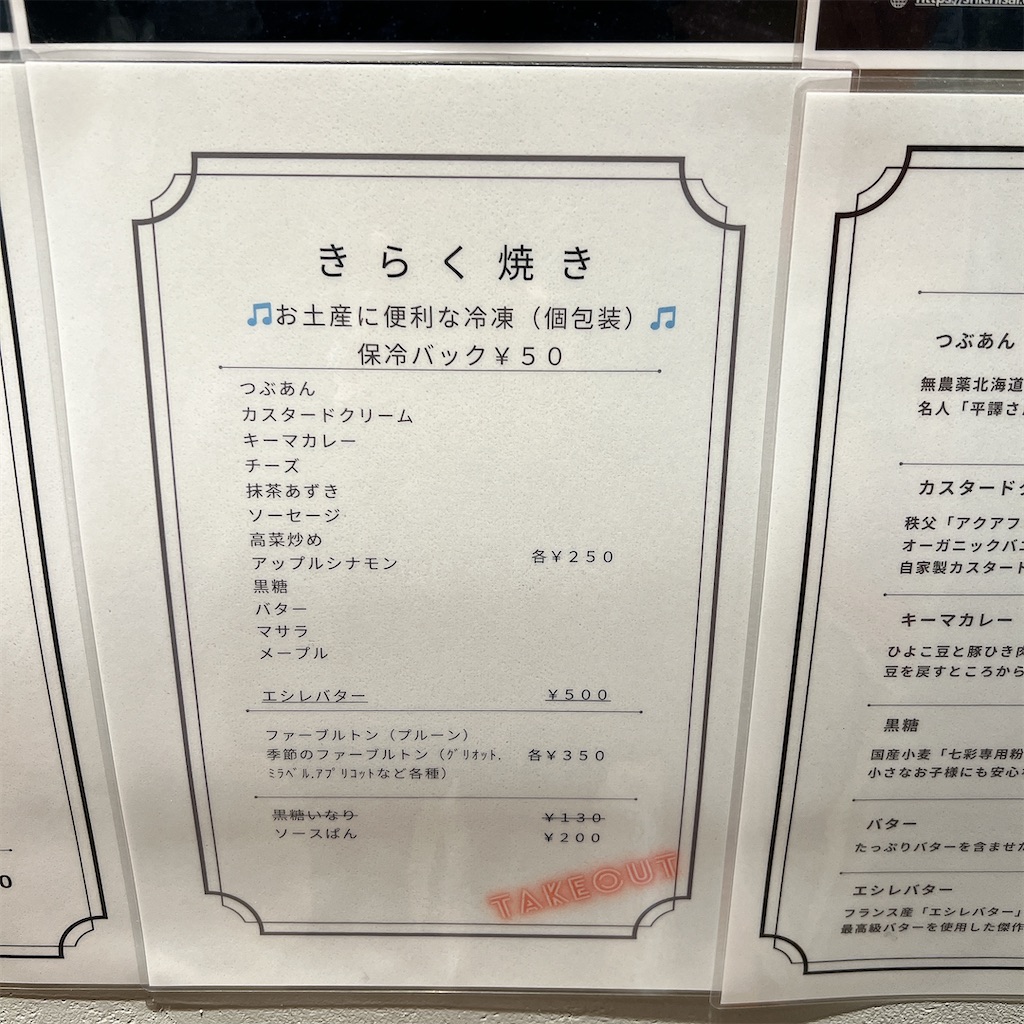 https://shichisai.
きらく焼き
お土産に便利な冷凍（個包装）
保冷バック￥５０
つぶあん
カスタードクリーム
キーマカレー
チーズ
抹茶あずき
ソーセージ
高菜炒め
アップルシナモン
各￥２５０
黒糖
バター
マサラ
メープル
エシレバター ￥５００
ファーブルトン（プルーン）
季節のファーブルトン（ｸﾞﾘｵｯﾄ. 各￥３５０
ﾐﾗﾍﾞﾙ.ｱﾌﾟﾘｺｯﾄなど各種）
黒糖いなり ￥１３０
ソースぱん ￥２００
TAKEOUT
つぶあん
無農薬北海道
名人「平譯さ
カスタードク
秩父「アクアフ
オーガニックバニ
自家製カスタード
キーマカレー
ひよこ豆と豚ひき肉
豆を戻すところから
黒糖
国産小麦「七彩専用粉
小さなお子様にも安心
バター
たっぷりバターを含ませた
エシレバター
フランス産「エシレバター」
最高級バターを使用した傑作
0